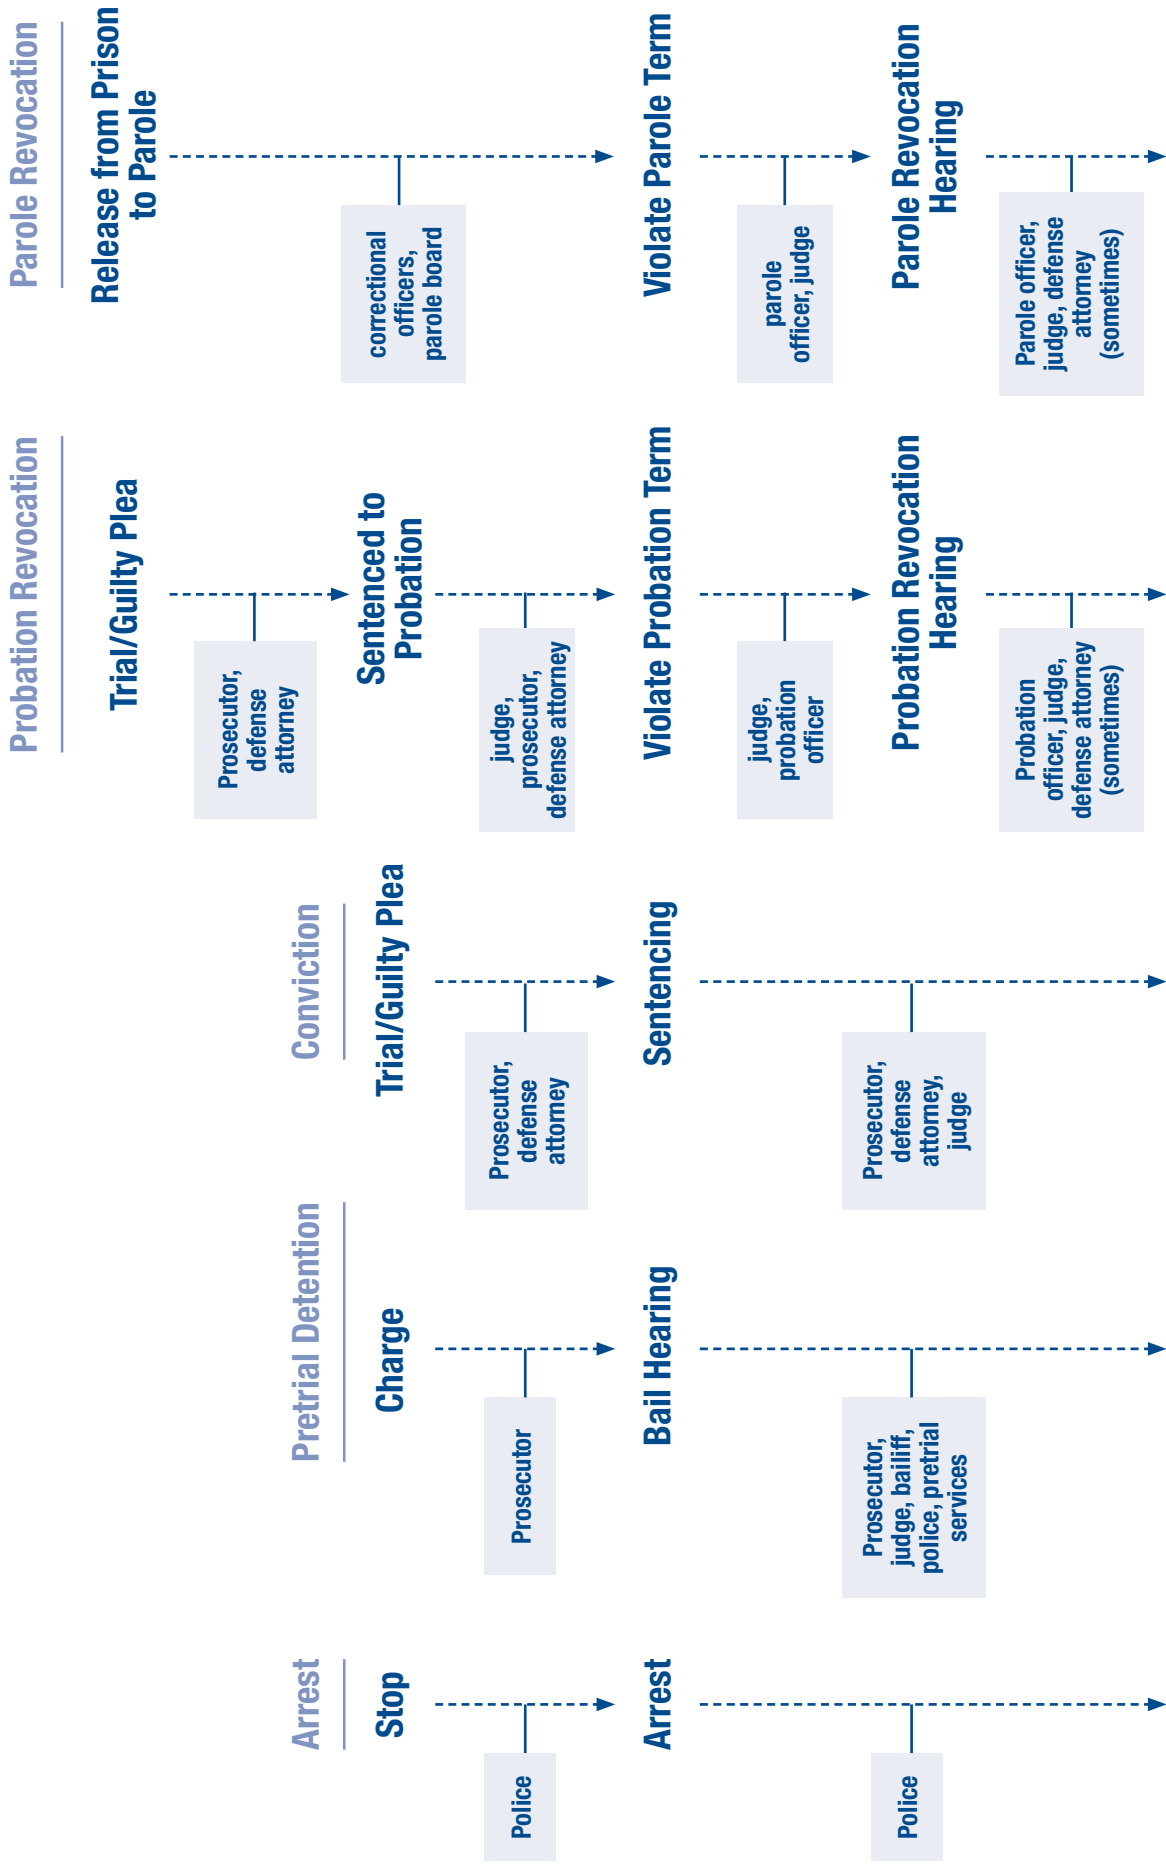 Arrest
Stop
Police
Arrest
Police
Pretrial Detention
Charge
Prosecutor
Bail Hearing
Prosecutor,
judge, bailiff,
police, pretrial
services
Conviction
Trial/Guilty Plea
Prosecutor,
defense
attorney
Sentencing
Prosecutor,
defense
attorney,
judge
Probation Revocation
Trial/Guilty Plea
Prosecutor,
defense
attorney
Sentenced to
Probation
judge,
prosecutor,
defense attorney
Violate Probation Term
judge,
probation
officer
Probation Revocation
Hearing
Probation
officer, judge,
defense attorney
(sometimes)
Parole Revocation
Release from Prison
to Parole
correctional
officers,
parole board
Violate Parole Term
parole
officer, judge
Parole Revocation
Hearing
Parole officer,
judge, defense
attorney
(sometimes)